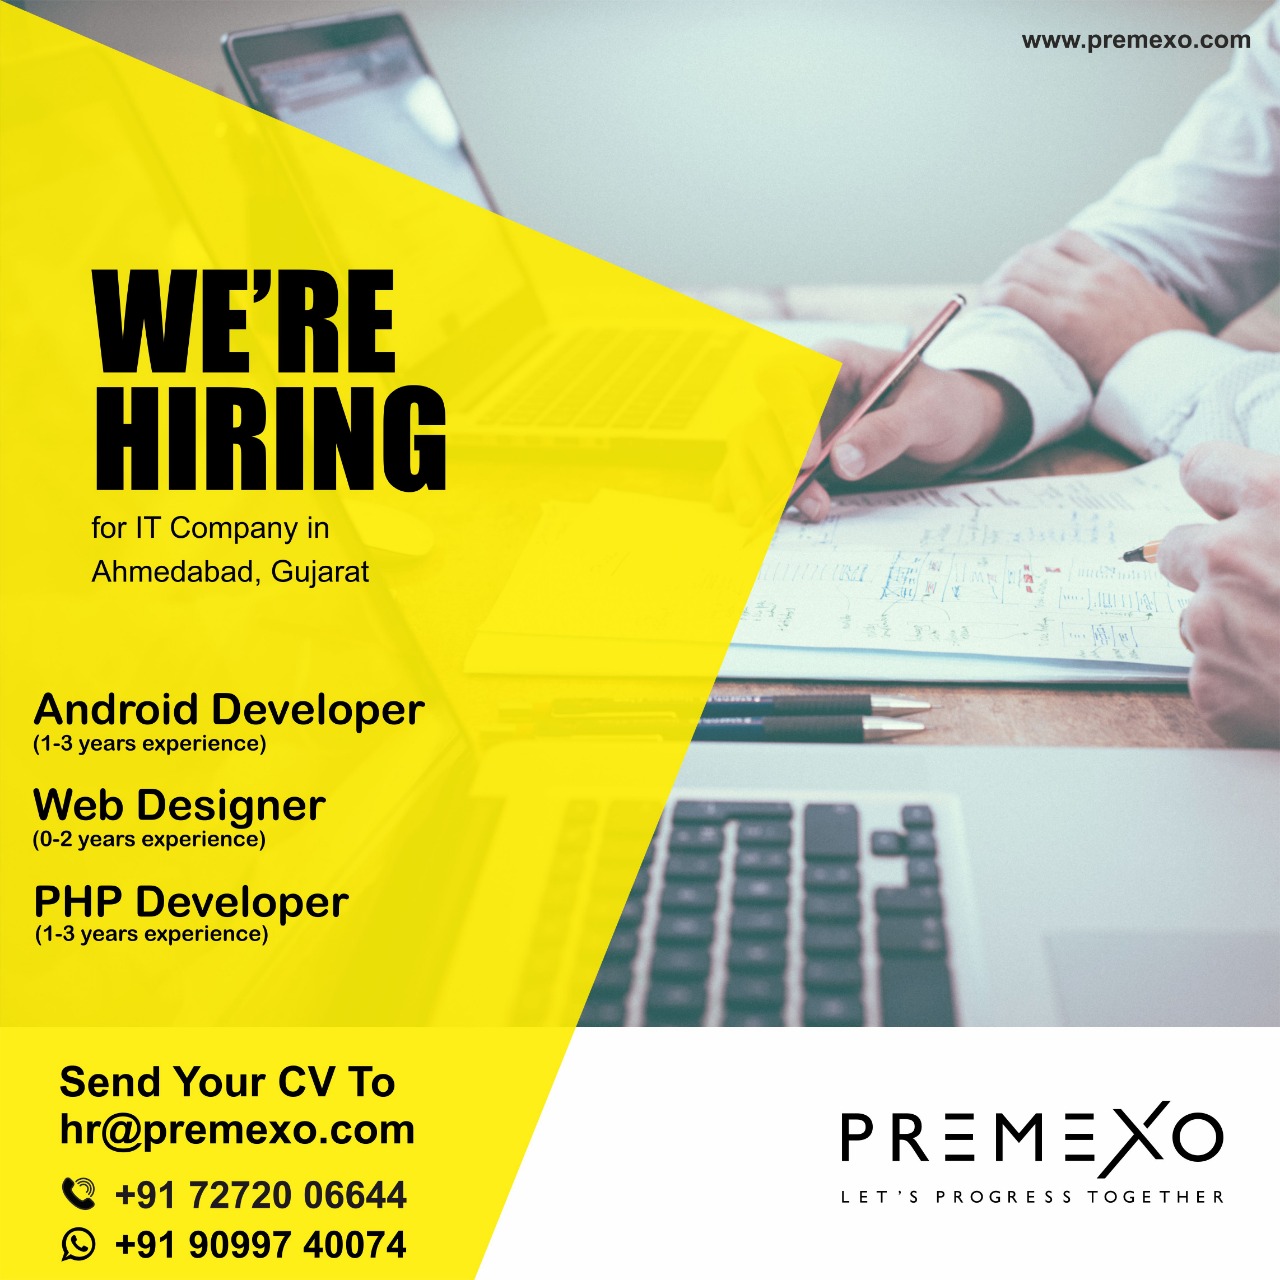 www.premexo.com
WE'RE
HIRING
for IT Company in
Ahmedabad, Gujarat
Android Developer
(1-3 years experience)
Web Designer
(0-2 years experience)
PHP Developer
(1-3 years experience)
Send Your CV To
hr@premexo.com
+91 72720 06644
+91 90997 40074
PREMEXO
LET'S PROGRESS TOGETHER